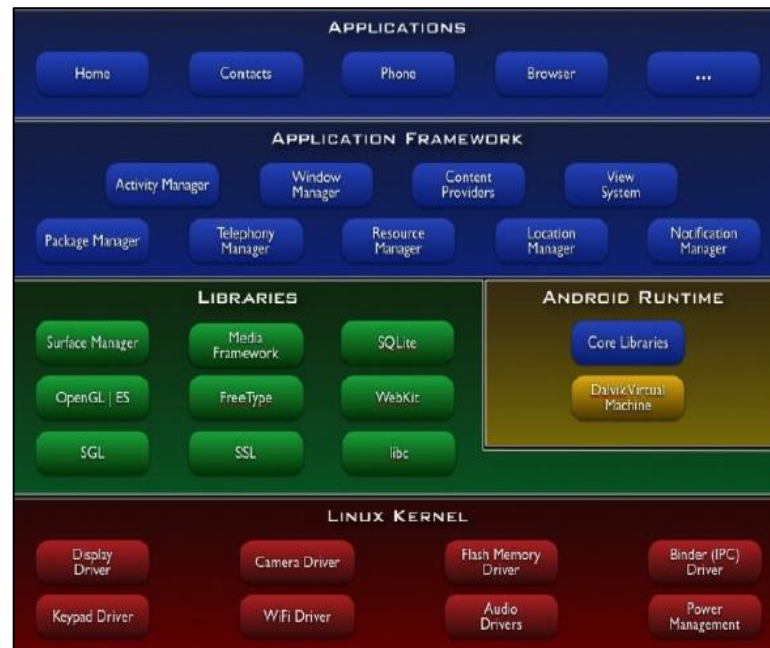 APPLICATIONS
Home
Contacts
Phone
Browser
...
APPLICATION FRAMEWORK
Activity Manager
Window
Manager
Content
Providers
View
System
Package Manager
Telephony
Manager
Resource
Manager
Location
Manager
Notification
Manager
LIBRARIES
Surface Manager
Media
Framework
SQLite
OpenGL | ES
FreeType
WebKit
SGL
SSL
libc
ANDROID RUNTIME
Core Libraries
Dalvik Virtual
Machine
LINUX KERNEL
Display
Driver
Camera Driver
Flash Memory
Driver
Binder (IPC)
Driver
Keypad Driver
WiFi Driver
Audio
Drivers
Power
Management